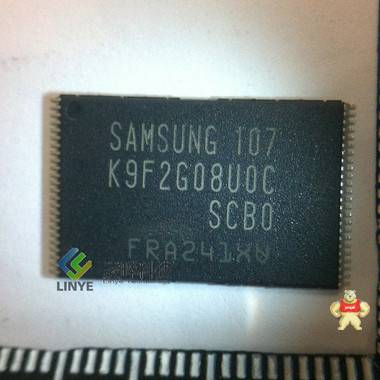 SAMSUNG 107
K9F2G08U0C
SCB0
FRA241XV
LINYE